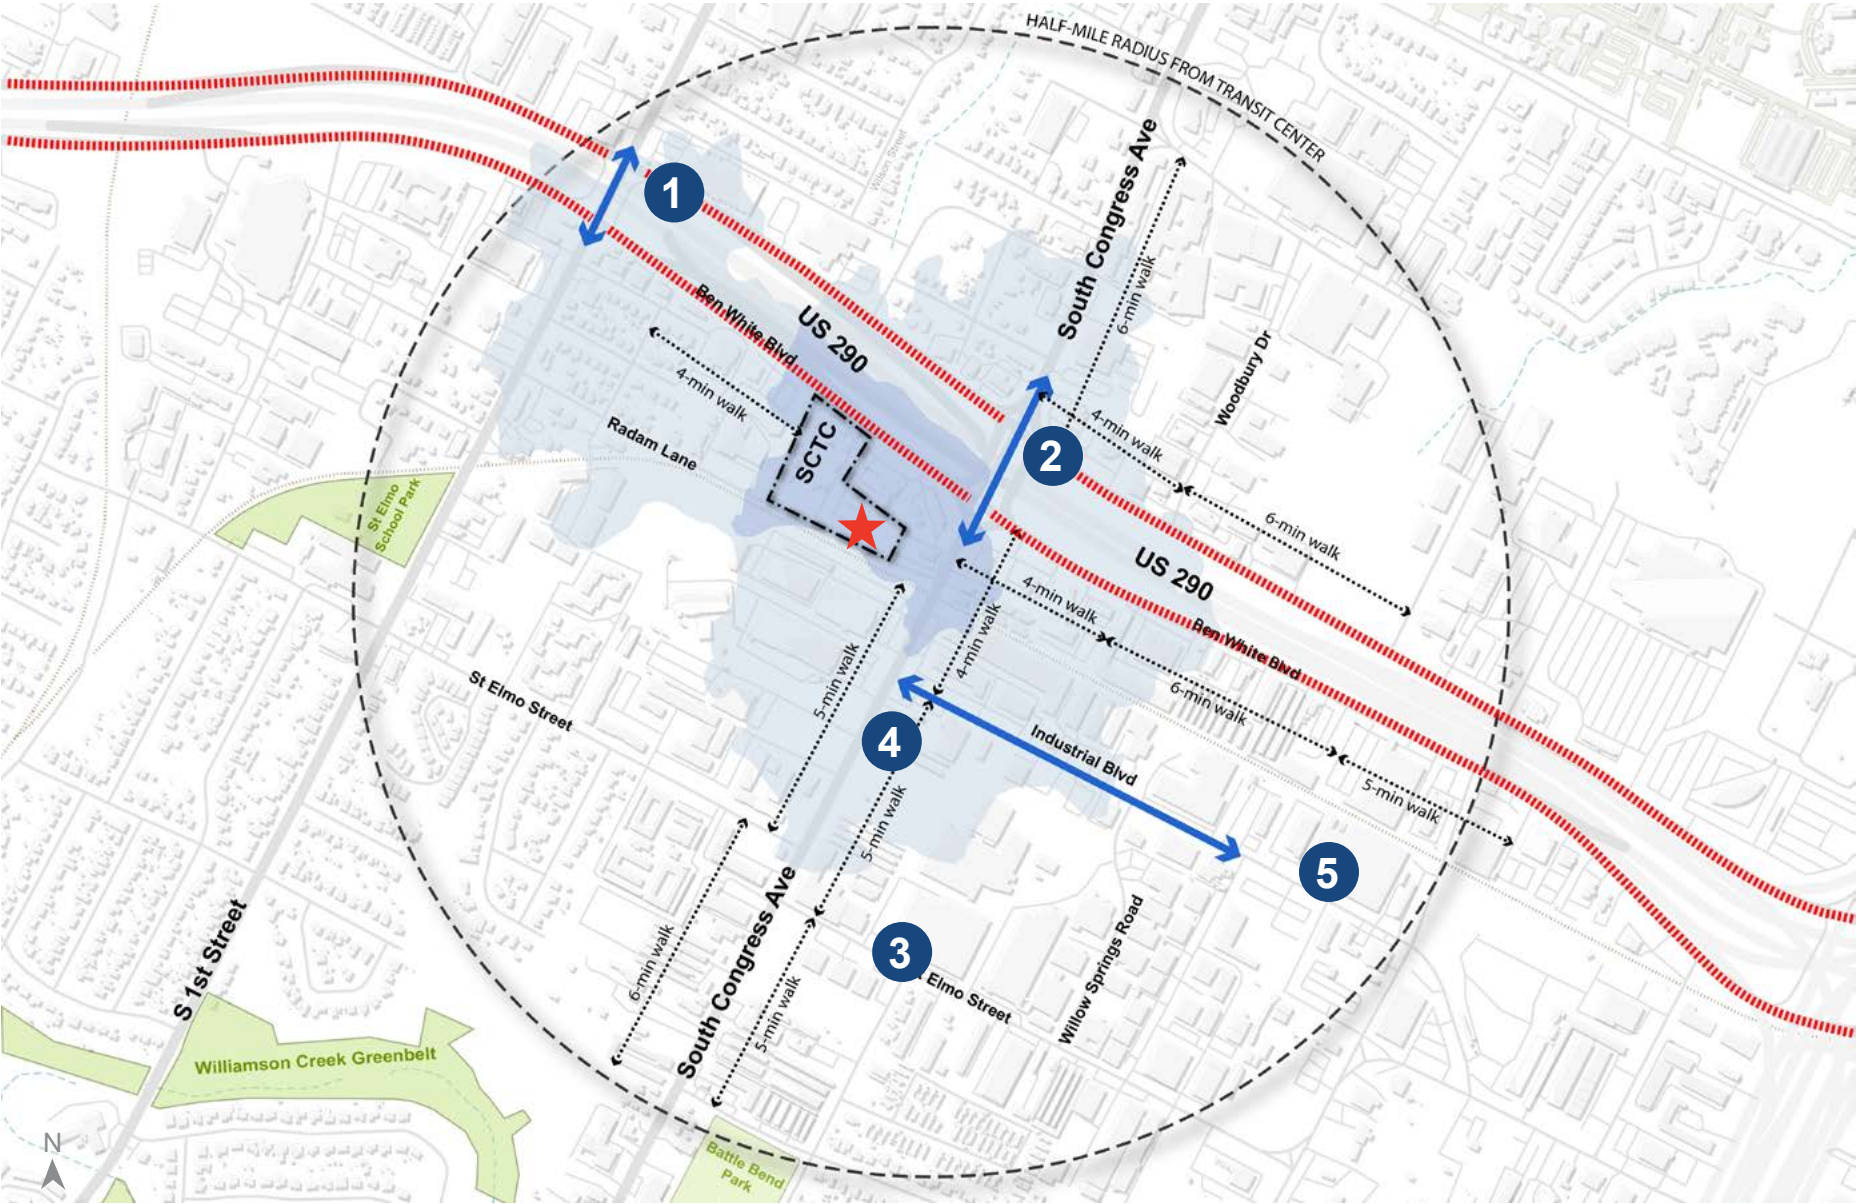 HALF-MILE RADIUS FROM TRANSIT CENTER
Wilson Street
1
South Congress Ave
6-min walk
Ben White Blvd
US 290
4-min walk
Radam Lane
SCTC
Woodbury Dr
4-min walk
2
6-min walk
St Elmo
School Park
US 290
4-min walk
Ben White Blvd
4-min walk
5-min walk
6-min walk
St Elmo Street
4
Industrial Blvd
5-min walk
5-min walk
5
South Congress Ave
6-min walk
3
Elmo Street
Willow Springs Road
5-min walk
S 1st Street
Williamson Creek Greenbelt
Battle Bend
Park
N